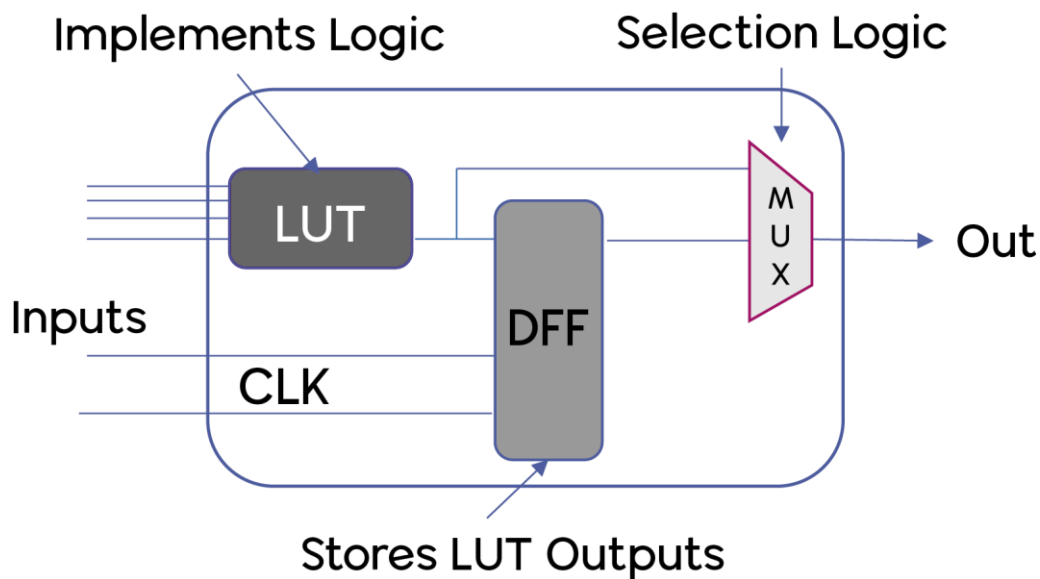 Implements Logic
Selection Logic
LUT
M
U
X
Out
Inputs
DFF
CLK
Stores LUT Outputs